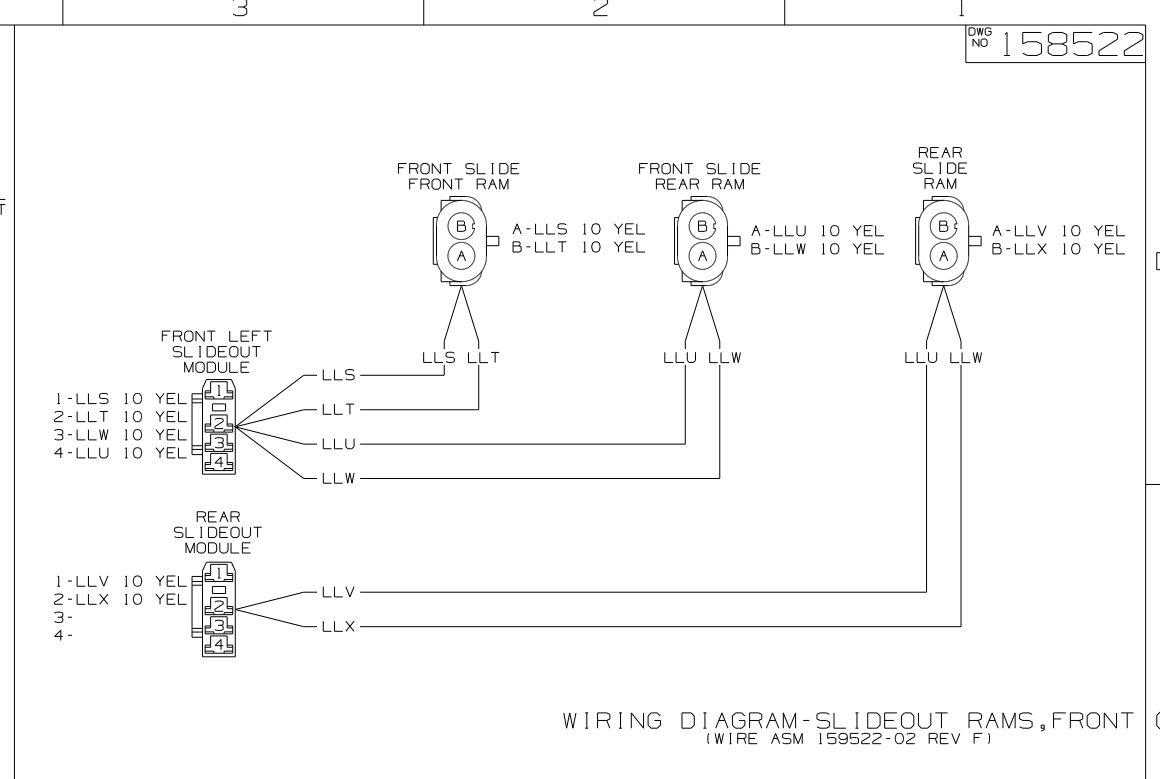 3 2 1
DWG
NO 158522
REAR
SLIDE
RAM
FRONT SLIDE
FRONT RAM
FRONT SLIDE
REAR RAM
B
A
A-LLS 10 YEL
B-LLT 10 YEL
B
A
A-LLU 10 YEL
B-LLW 10 YEL
B
A
A-LLV 10 YEL
B-LLX 10 YEL
LLS LLT
LLU LLW
LLU LLW
FRONT LEFT
SLIDEOUT
MODULE
1-LLS 10 YEL
2-LLT 10 YEL
3-LLW 10 YEL
4-LLU 10 YEL
1
2
3
4
LLS
LLT
LLU
LLW
REAR
SLIDEOUT
MODULE
1-LLV 10 YEL
2-LLX 10 YEL
3-
4-
1
2
3
4
LLV
LLX
WIRING DIAGRAM-SLIDEOUT RAMS,FRONT
(WIRE ASM 159522-02 REV F)